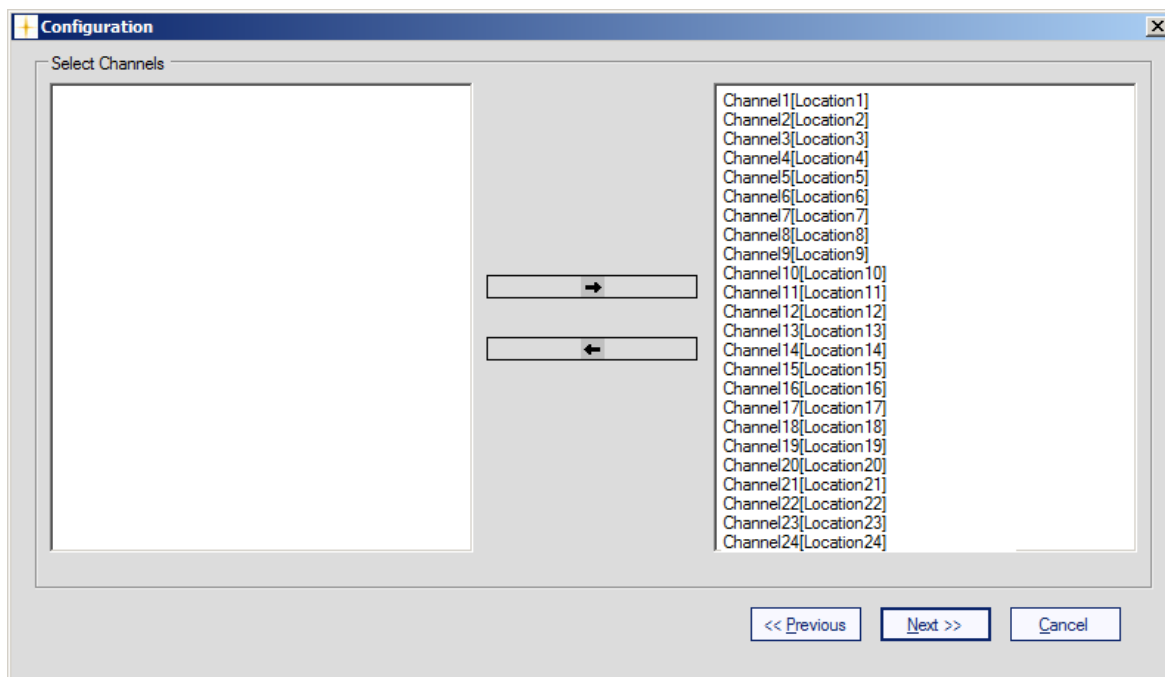 Configuration
Select Channels
Channel1[Location1]
Channel2[Location2]
Channel3[Location3]
Channel4[Location4]
Channel5[Location5]
Channel6[Location6]
Channel7[Location7]
Channel8[Location8]
Channel9[Location9]
Channel10[Location10]
Channel11[Location11]
Channel12[Location12]
Channel13[Location13]
Channel14[Location14]
Channel15[Location15]
Channel16[Location16]
Channel17[Location17]
Channel18[Location18]
Channel19[Location19]
Channel20[Location20]
Channel21[Location21]
Channel22[Location22]
Channel23[Location23]
Channel24[Location24]
<< Previous Next >> Cancel